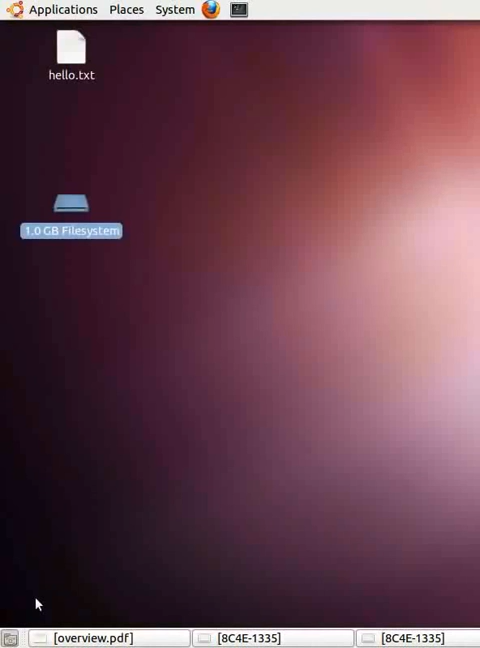 Applications Places System
hello.txt
1.0 GB Filesystem
[overview.pdf] [8C4E-1335] [8C4E-1335]